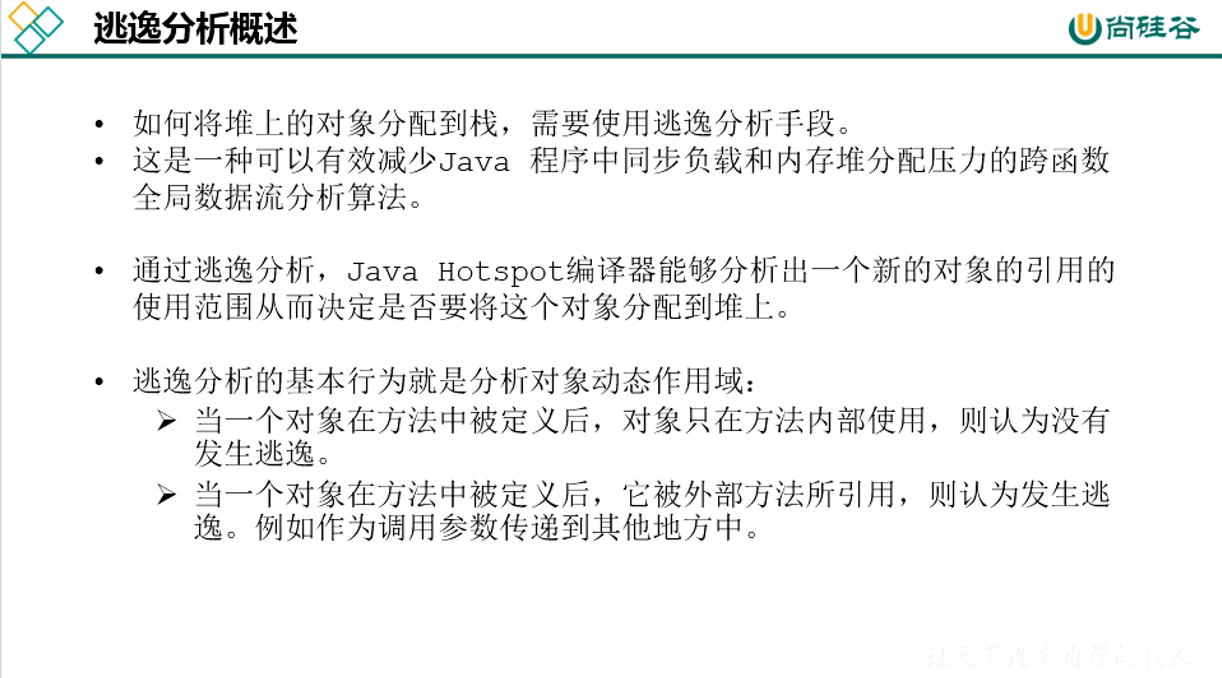 逃逸分析概述
尚硅谷
• 如何将堆上的对象分配到栈，需要使用逃逸分析手段。
• 这是一种可以有效减少Java 程序中同步负载和内存堆分配压力的跨函数
全局数据流分析算法。
• 通过逃逸分析，Java Hotspot编译器能够分析出一个新的对象的引用的
使用范围从而决定是否要将这个对象分配到堆上。
• 逃逸分析的基本行为就是分析对象动态作用域：
➢ 当一个对象在方法中被定义后，对象只在方法内部使用，则认为没有
发生逃逸。
➢ 当一个对象在方法中被定义后，它被外部方法所引用，则认为发生逃
逸。例如作为调用参数传递到其他地方中。
让天下没有难学的技术